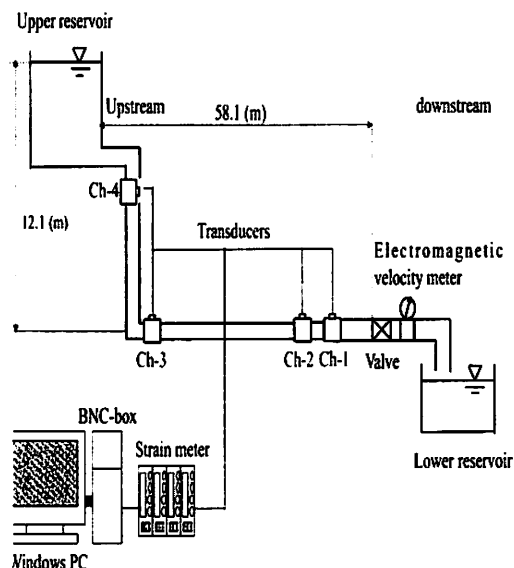 Upper reservoir
Upstream
58.1 (m)
downstream
Ch-4
12.1 (m)
Transducers
Electromagnetic
velocity meter
Ch-3
Ch-2
Ch-1
Valve
BNC-box
Strain meter
Lower reservoir
Windows PC